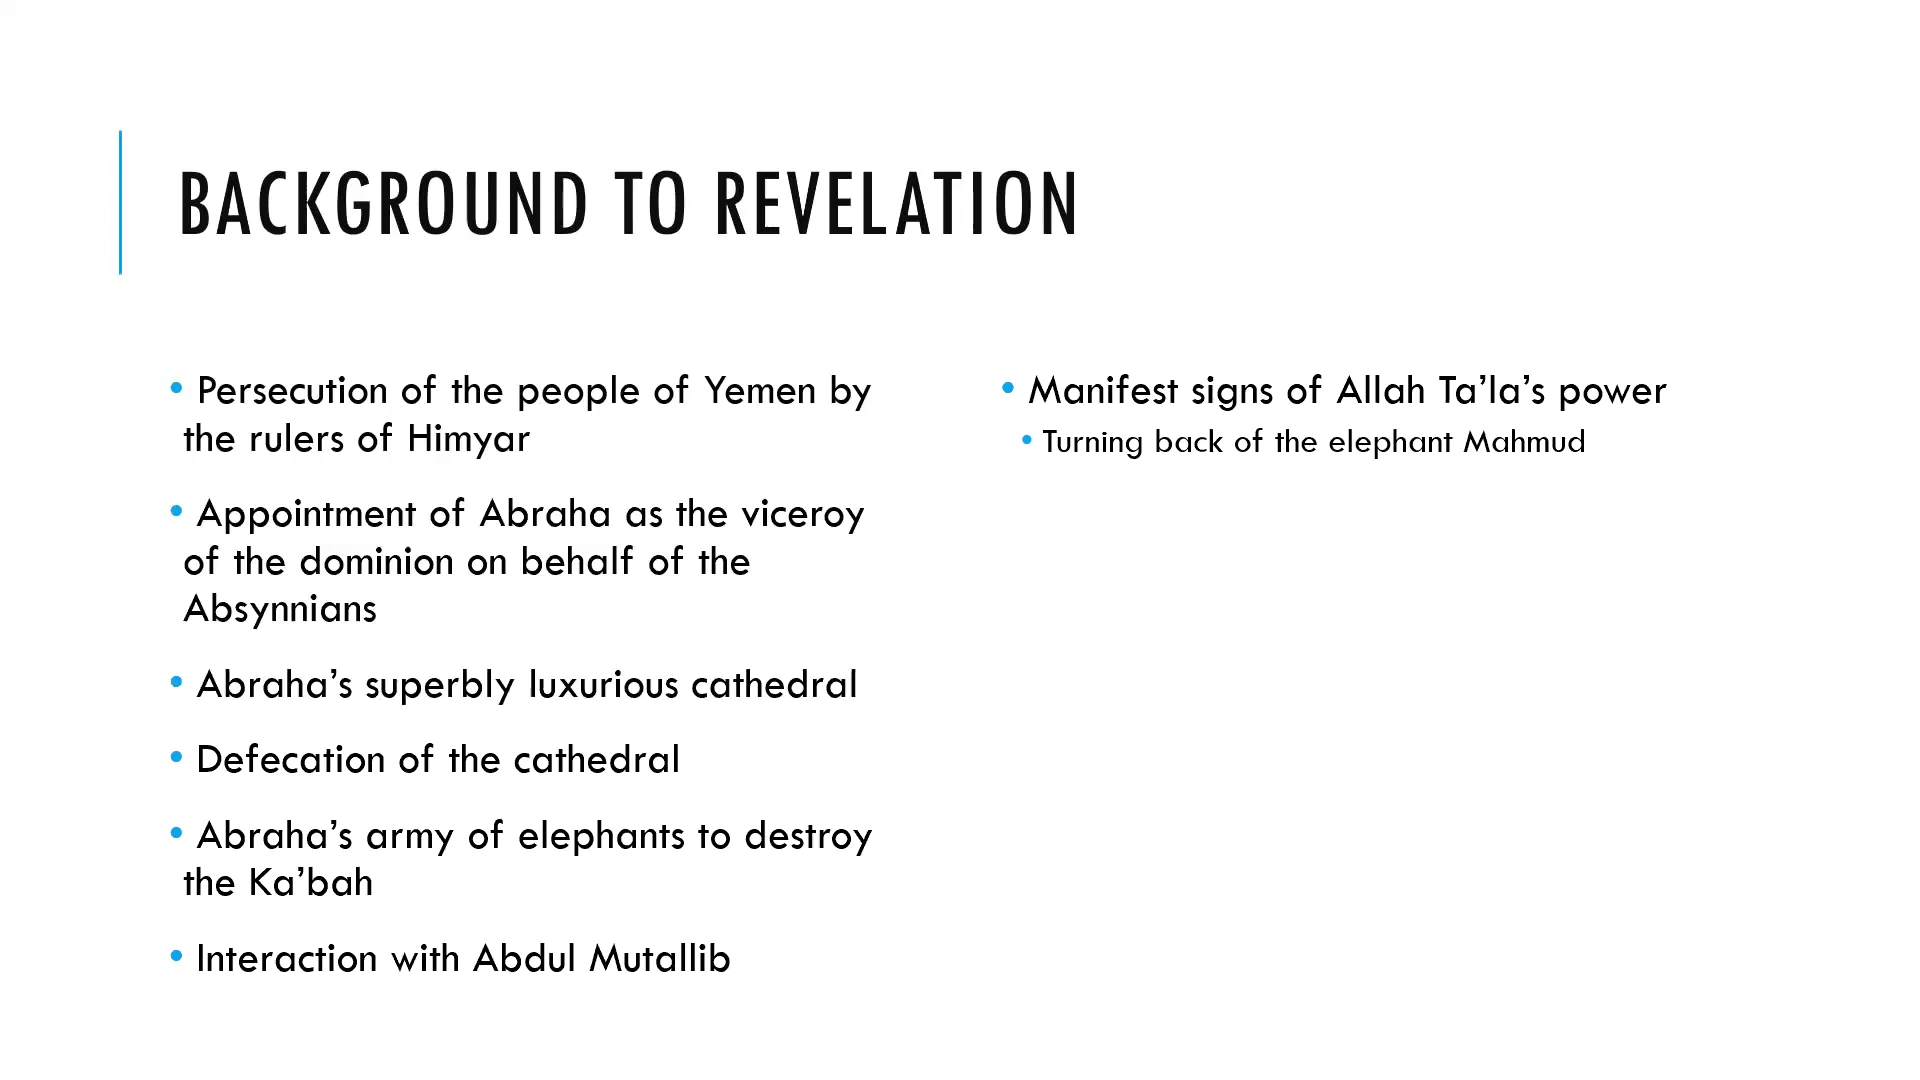 BACKGROUND TO REVELATION
• Persecution of the people of Yemen by
the rulers of Himyar
• Appointment of Abraha as the viceroy
of the dominion on behalf of the
Absynnians
• Abraha’s superbly luxurious cathedral
• Defecation of the cathedral
• Abraha’s army of elephants to destroy
the Ka’bah
• Interaction with Abdul Mutallib
• Manifest signs of Allah Ta’la’s power
• Turning back of the elephant Mahmud